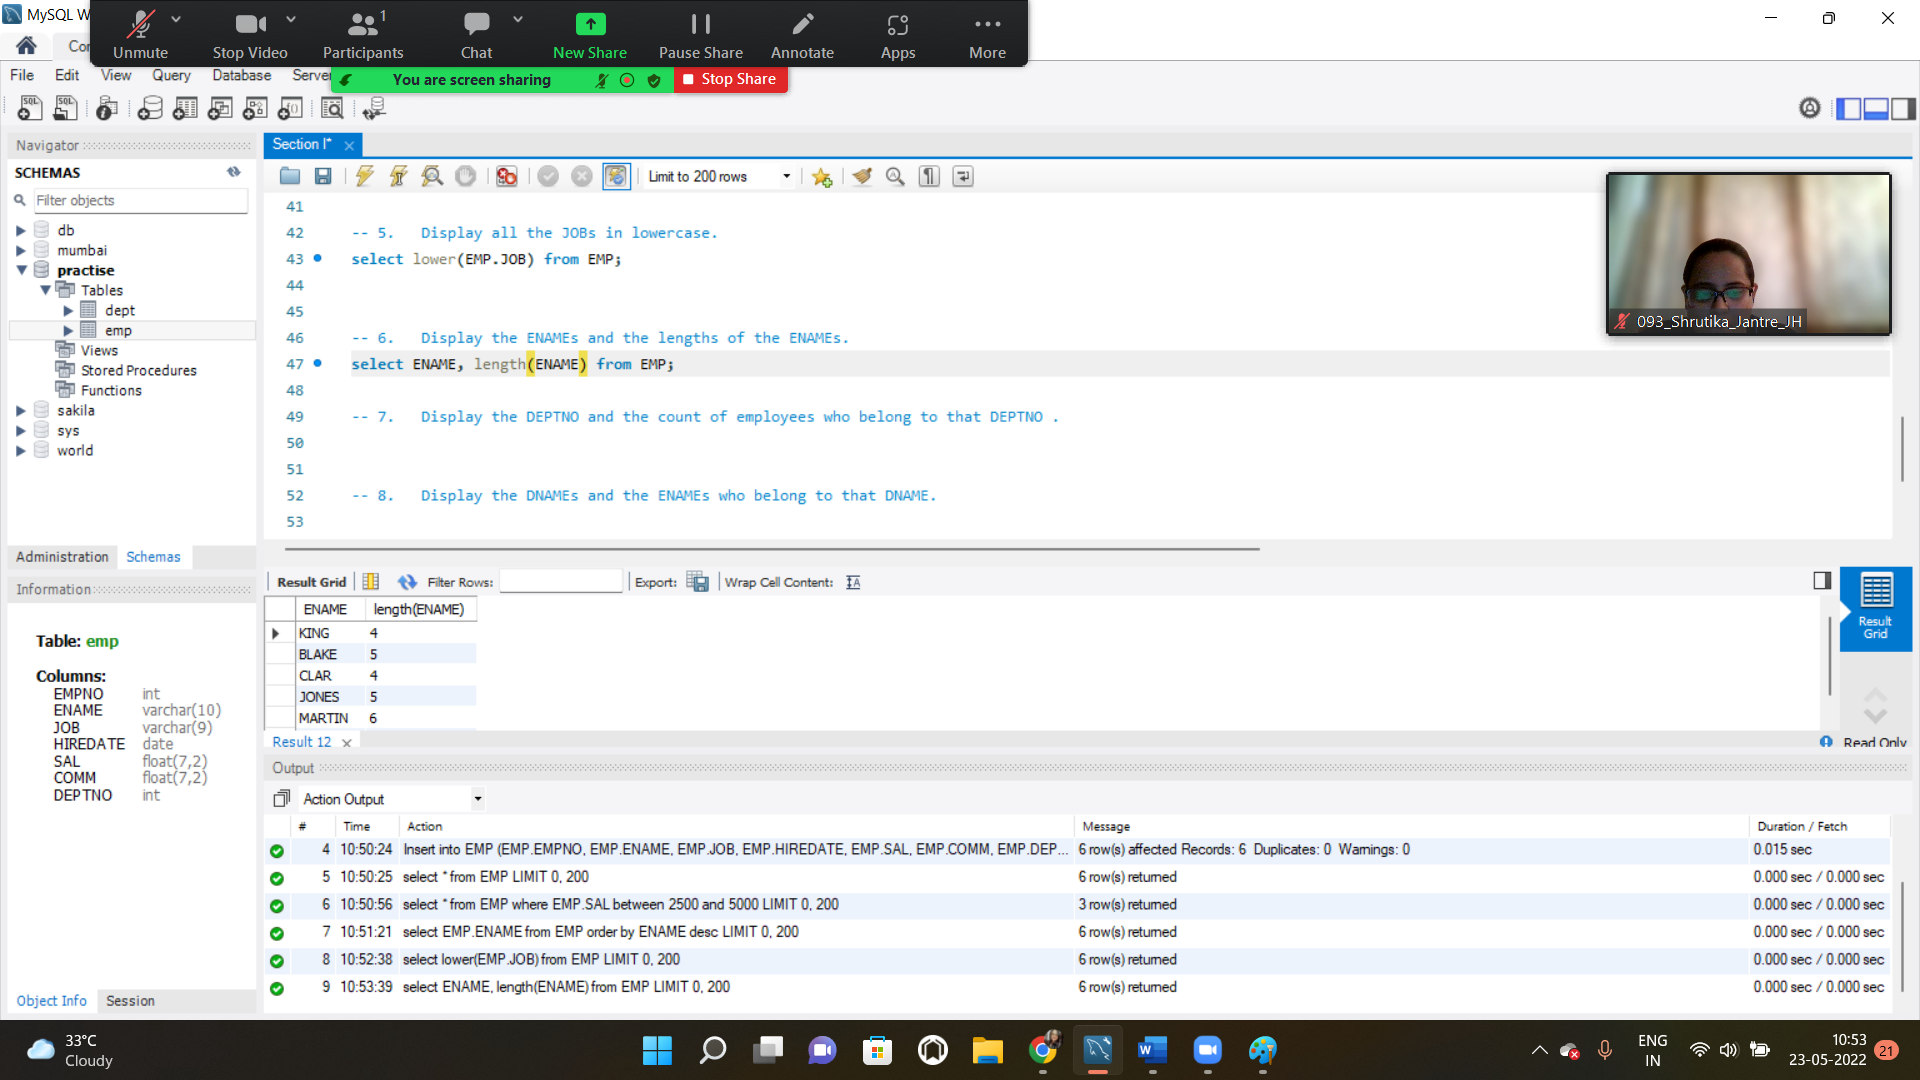 MySQL W
Unmute
Stop Video
Participants
1
Chat
New Share
Pause Share
Annotate
Apps
More
You are screen sharing
Stop Share
File Edit View Query Database Server
Navigator
SCHEMAS
Filter objects
db
mumbai
practise
Tables
dept
emp
Views
Stored Procedures
Functions
sakila
sys
world
Administration Schemas
Information
Table: emp
Columns:
EMPNO int
ENAME varchar(10)
JOB varchar(9)
HIREDATE date
SAL float(7,2)
COMM float(7,2)
DEPTNO int
Object Info Session
Section I*
Limit to 200 rows
41
42 -- 5. Display all the JOBs in lowercase.
43 select lower(EMP.JOB) from EMP;
44
45
46 -- 6. Display the ENAMEs and the lengths of the ENAMEs.
47 select ENAME, length(ENAME) from EMP;
48
49 -- 7. Display the DEPTNO and the count of employees who belong to that DEPTNO .
50
51
52 -- 8. Display the DNAMEs and the ENAMEs who belong to that DNAME.
53
093_Shrutika_Jantre_JH
Result Grid Filter Rows: Export: Wrap Cell Content:
ENAME length(ENAME)
KING 4
BLAKE 5
CLAR 4
JONES 5
MARTIN 6
Result Grid
Result 12
Read Only
Output
Action Output
# Time Action Message Duration / Fetch
4 10:50:24 Insert into EMP (EMP.EMPNO, EMP.ENAME, EMP.JOB, EMP.HIREDATE, EMP.SAL, EMP.COMM, EMP.DEP... 6 row(s) affected Records: 6 Duplicates: 0 Warnings: 0 0.015 sec
5 10:50:25 select * from EMP LIMIT 0, 200 6 row(s) returned 0.000 sec / 0.000 sec
6 10:50:56 select * from EMP where EMP.SAL between 2500 and 5000 LIMIT 0, 200 3 row(s) returned 0.000 sec / 0.000 sec
7 10:51:21 select EMP.ENAME from EMP order by ENAME desc LIMIT 0, 200 6 row(s) returned 0.000 sec / 0.000 sec
8 10:52:38 select lower(EMP.JOB) from EMP LIMIT 0, 200 6 row(s) returned 0.000 sec / 0.000 sec
9 10:53:39 select ENAME, length(ENAME) from EMP LIMIT 0, 200 6 row(s) returned 0.000 sec / 0.000 sec
33°C
Cloudy
ENG
IN
10:53
23-05-2022
21